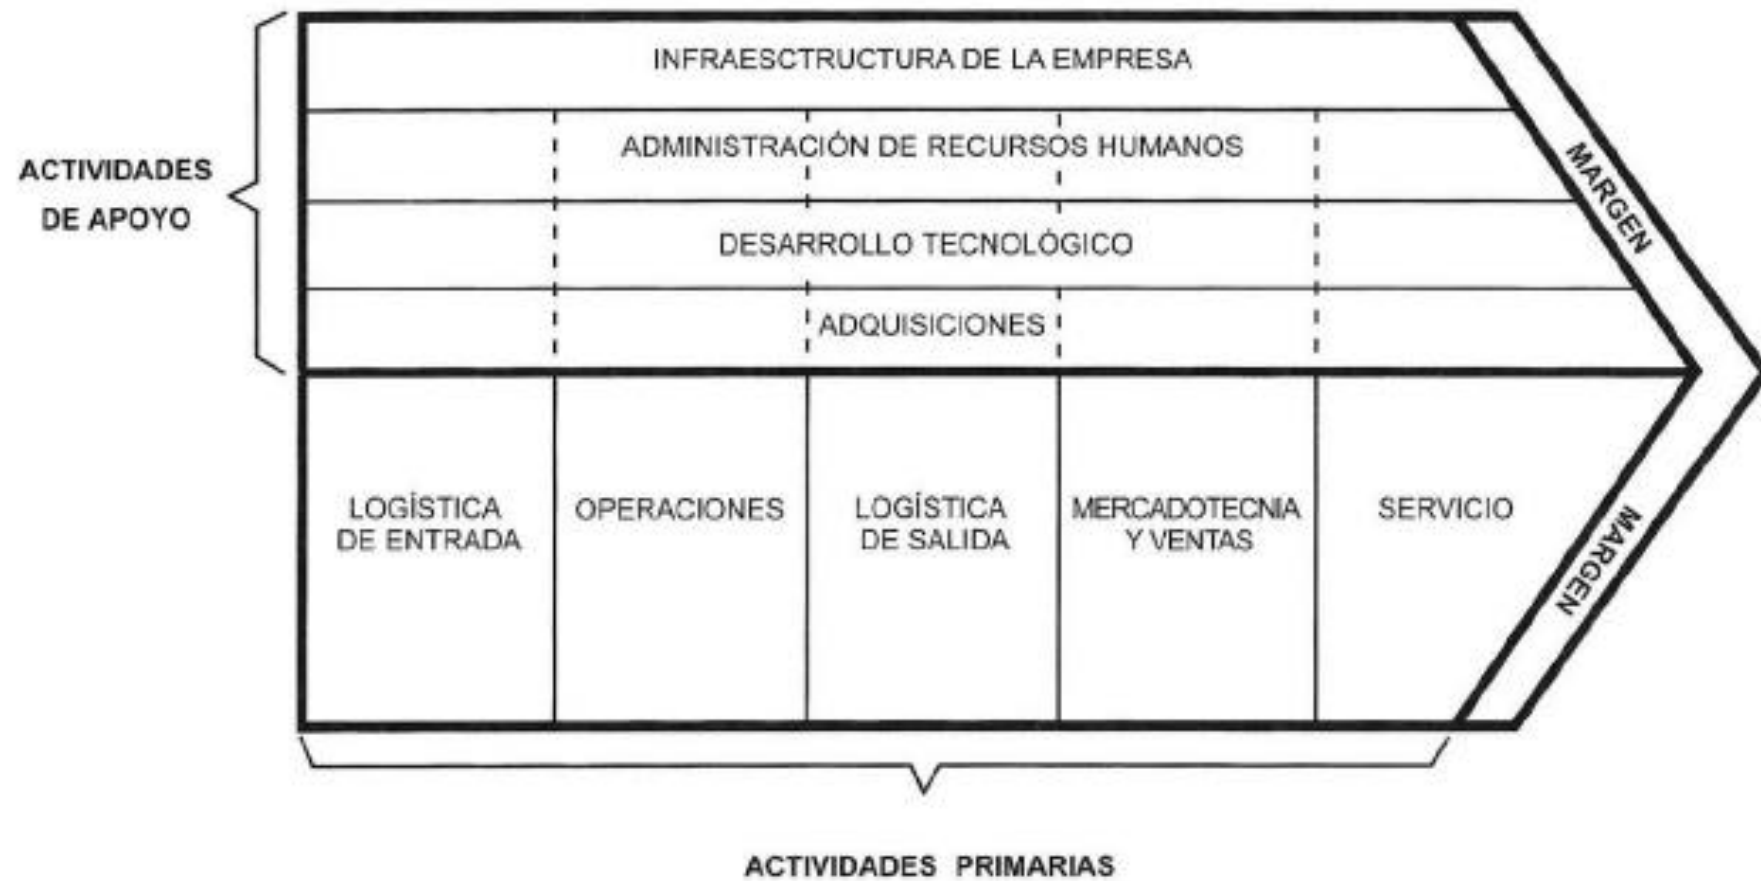 INFRAESCTRUCTURA DE LA EMPRESA
ACTIVIDADES
DE APOYO
ADMINISTRACIÓN DE RECURSOS HUMANOS
DESARROLLO TECNOLÓGICO
ADQUISICIONES
MARGEN
LOGÍSTICA
DE ENTRADA
OPERACIONES
LOGÍSTICA
DE SALIDA
MERCADOTECNIA
Y VENTAS
SERVICIO
MARGEN
ACTIVIDADES PRIMARIAS